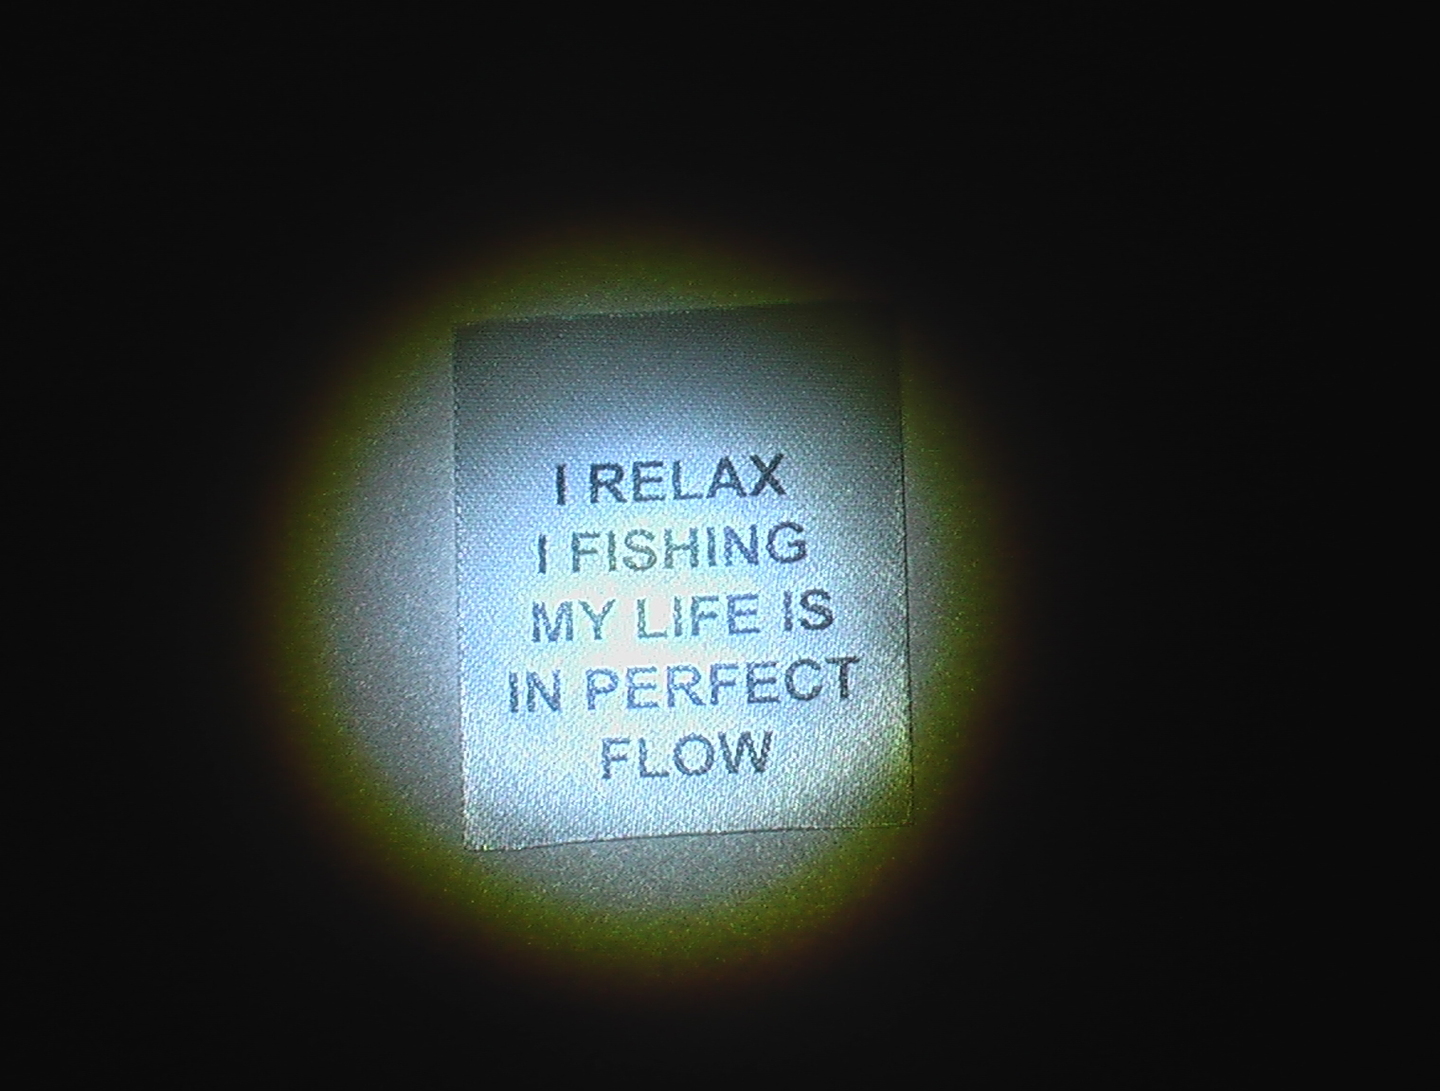 I RELAX
I FISHING
MY LIFE IS
IN PERFECT
FLOW